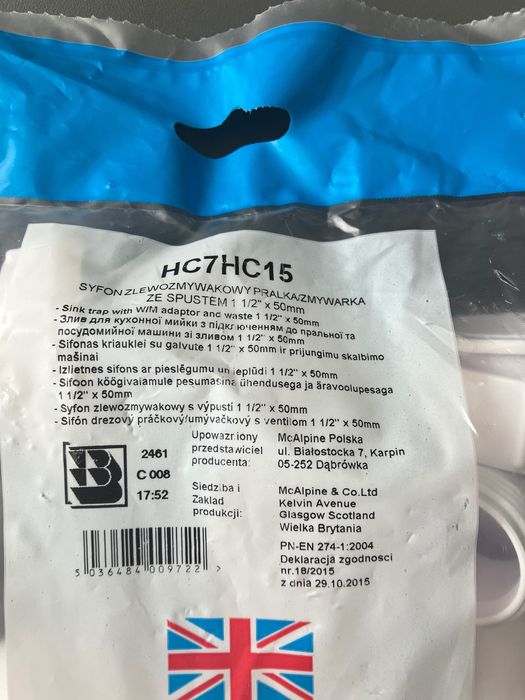 HC7HC15
SYFON ZLEWOZMYWAKOWY PRALKA/ZMYWARKA
ZE SPUSTEM 1 1/2" x 50mm
- Sink trap with W/M adaptor and waste 1 1/2" x 50mm
- Злив для кухонної мийки з підключенням до пральної та
посудомийної машини зі зливом 1 1/2" x 50mm
- Sifonas kriauklei su galvute 1 1/2" x 50mm ir prijungimu skalbimo
mašinai
- Izlietnes sifons ar pieslēgumu un ieplūdi 1 1/2" x 50mm
- Sifoon köögivalamule pesumasina ühendusega ja äravoolupesaga
1 1/2" x 50mm
- Syfon zlewozmywakowy s výpustí 1 1/2" x 50mm
- Sifón drezový práčkový/umývačkový s ventilom 1 1/2" x 50mm
B
2461
C 008
17:52
Upoważniony
przedstawiciel
producenta:
McAlpine Polska
ul. Białostocka 7, Karpin
05-252 Dąbrówka
Siedziba i
Zakład
produkcji:
McAlpine & Co.Ltd
Kelvin Avenue
Glasgow Scotland
Wielka Brytania
PN-EN 274-1:2004
Deklaracja zgodności
nr.18/2015
z dnia 29.10.2015
5 036484 009722 >